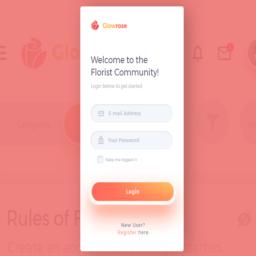 Glowrose
Welcome to the
Florist Community!
Login below to get started
E-mail Address
Your Password
Keep me logged in
Login
New User?
Register here.
Categories
Rules of F
Create an